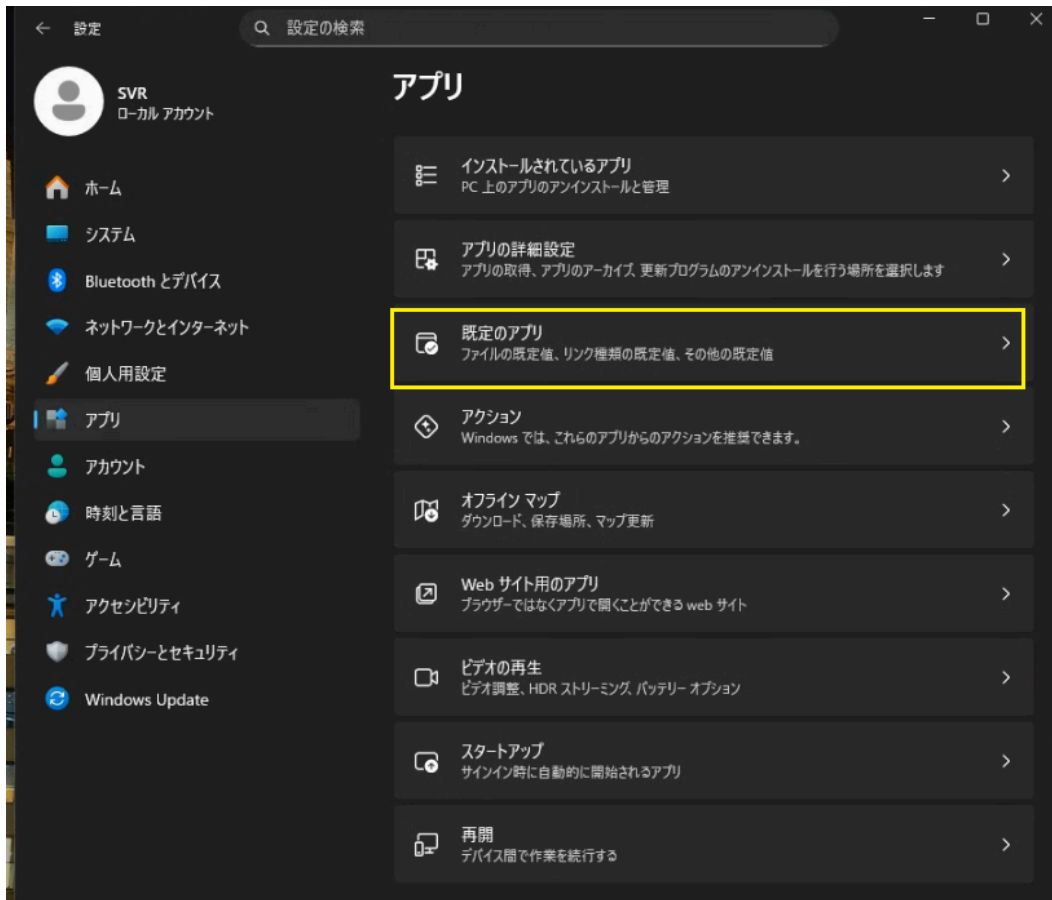 設定
設定の検索
SVR
ローカル アカウント
ホーム
システム
Bluetooth とデバイス
ネットワークとインターネット
個人用設定
アプリ
アカウント
時刻と言語
ゲーム
アクセシビリティ
プライバシーとセキュリティ
Windows Update
アプリ
インストールされているアプリ
PC 上のアプリのアンインストールと管理
アプリの詳細設定
アプリの取得、アプリのアーカイブ、更新プログラムのアンインストールを行う場所を選択します
既定のアプリ
ファイルの既定値、リンク種類の既定値、その他の既定値
アクション
Windows では、これらのアプリからのアクションを推奨できます。
オフライン マップ
ダウンロード、保存場所、マップ更新
Web サイト用のアプリ
ブラウザーではなくアプリで開くことができる web サイト
ビデオの再生
ビデオ調整、HDR ストリーミング、バッテリー オプション
スタートアップ
サインイン時に自動的に開始されるアプリ
再開
デバイス間で作業を続行する